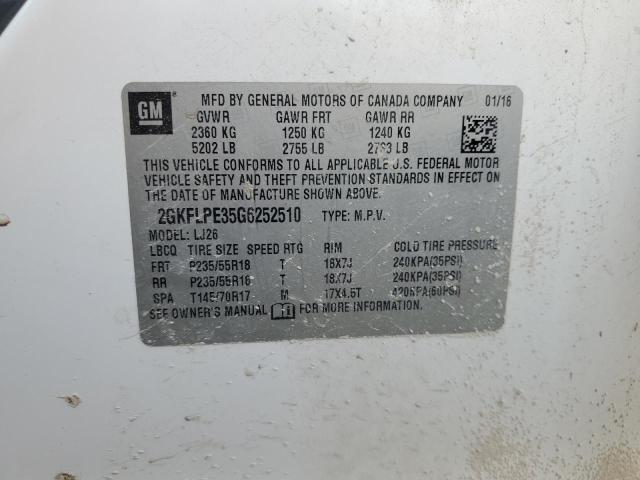 GM
MFD BY GENERAL MOTORS OF CANADA COMPANY 01/16
GVWR GAWR FRT GAWR RR
2360 KG 1250 KG 1240 KG
5202 LB 2755 LB 2733 LB
THIS VEHICLE CONFORMS TO ALL APPLICABLE U.S. FEDERAL MOTOR
VEHICLE SAFETY AND THEFT PREVENTION STANDARDS IN EFFECT ON
THE DATE OF MANUFACTURE SHOWN ABOVE.
2GKFLPE35G6252510 TYPE: M.P.V.
MODEL: LJ26
LBCQ TIRE SIZE SPEED RTG RIM COLD TIRE PRESSURE
FRT P235/55R18 T 18X7J 240KPA(35PSI)
RR P235/55R18 T 18X7J 240KPA(35PSI)
SPA T145/70R17 M 17X4.5T 420KPA(60PSI)
SEE OWNER'S MANUAL FOR MORE INFORMATION